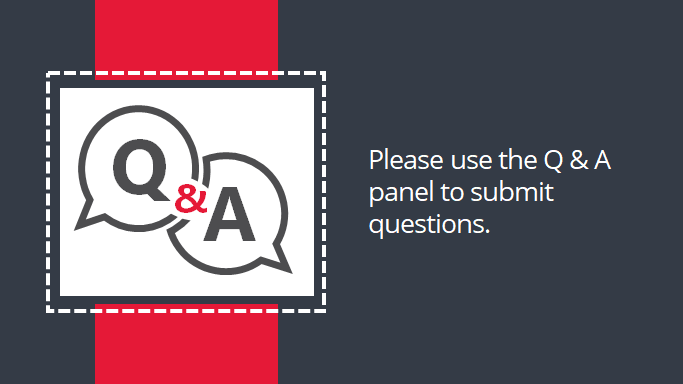 Q
&
A
Please use the Q & A
panel to submit
questions.